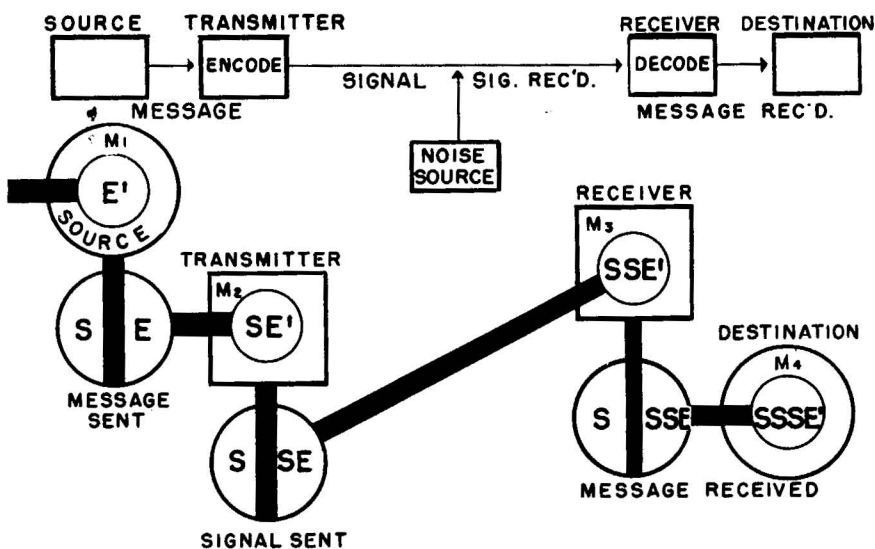 SOURCE TRANSMITTER RECEIVER DESTINATION
ENCODE DECODE
SIGNAL SIG. REC'D.
MESSAGE MESSAGE REC'D.
NOISE
SOURCE
M1
E'
SOURCE
RECEIVER
M3
SSE'
TRANSMITTER
M2
SE'
S E
MESSAGE
SENT
DESTINATION
M4
S SSE SSSE'
S SE
MESSAGE RECEIVED
SIGNAL SENT